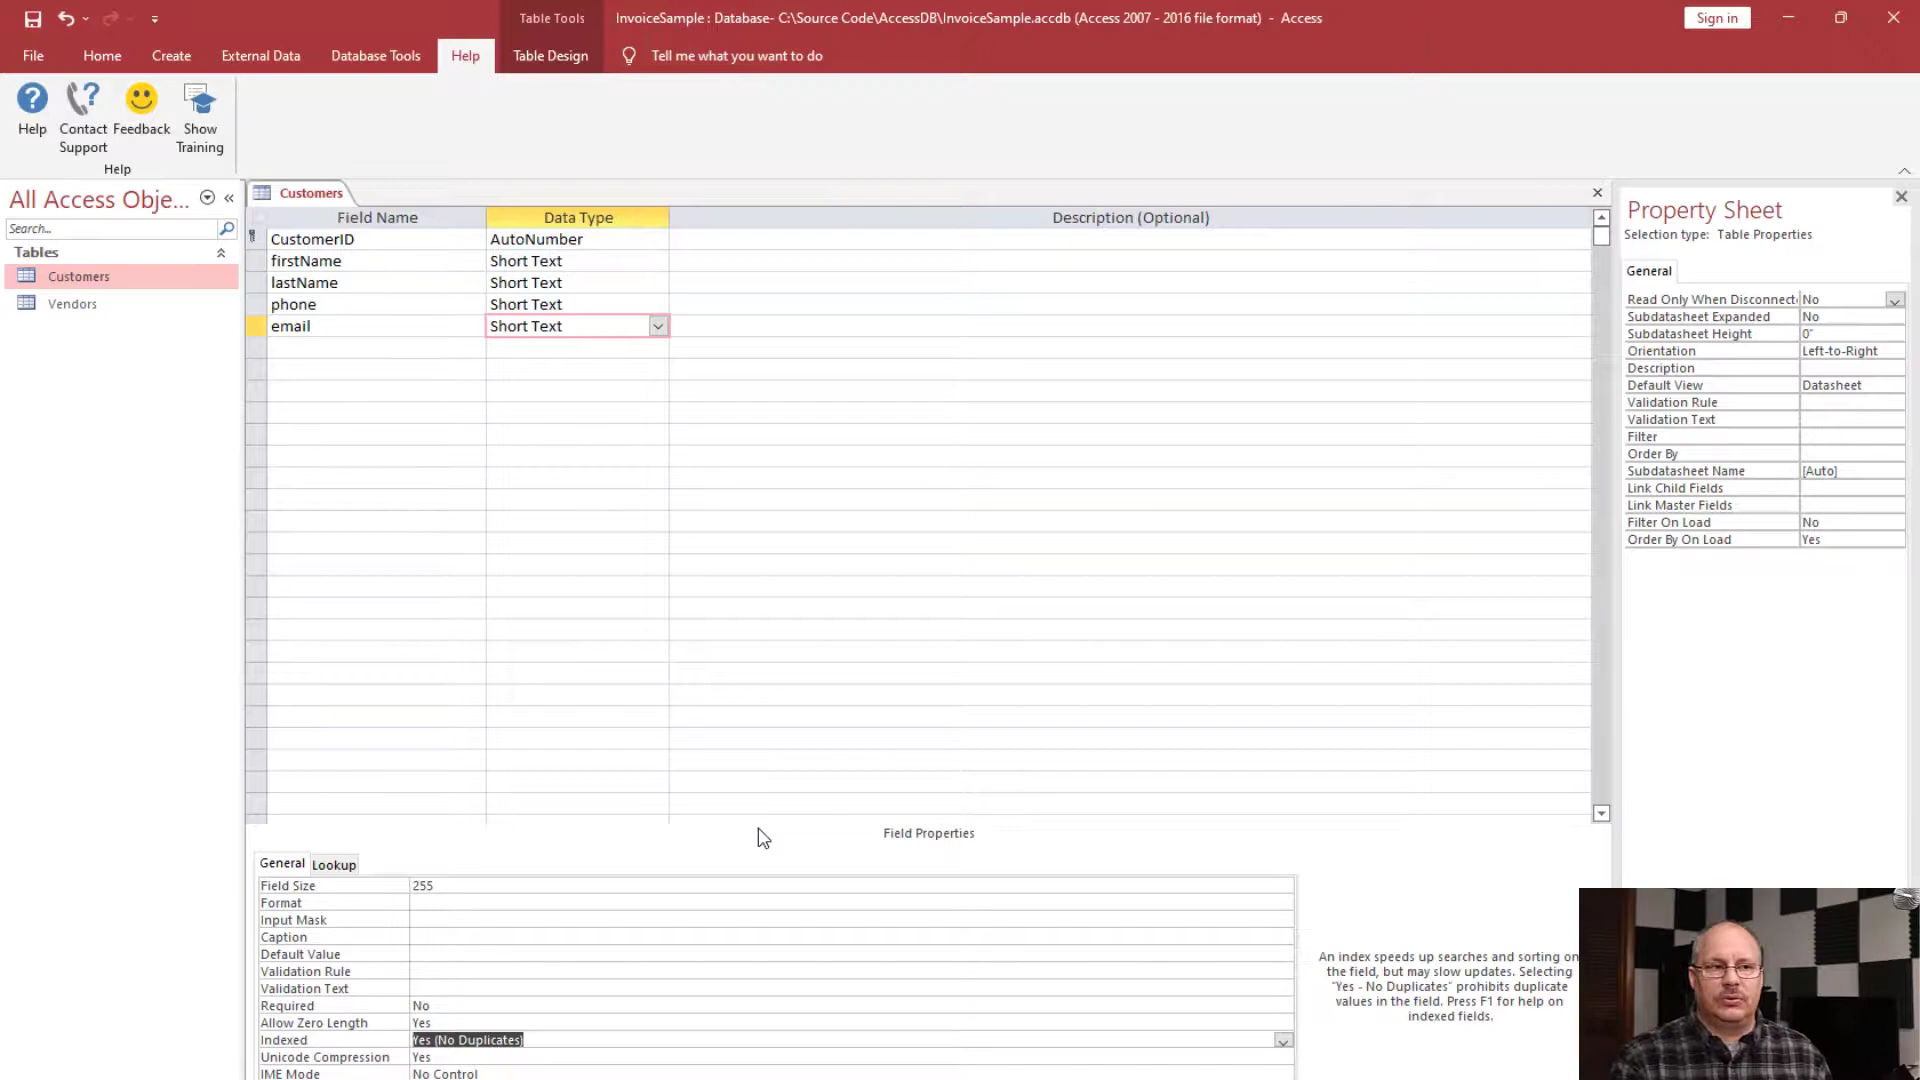 Table Tools
InvoiceSample : Database- C:\Source Code\AccessDB\InvoiceSample.accdb (Access 2007 - 2016 file format) - Access
Sign in
File Home Create External Data Database Tools Help Table Design Tell me what you want to do
Help Contact Support Feedback Show Training
Help
All Access Obje...
Search...
Tables
Customers
Vendors
Customers
Field Name Data Type Description (Optional)
CustomerID AutoNumber
firstName Short Text
lastName Short Text
phone Short Text
email Short Text
Field Properties
General Lookup
Field Size 255
Format
Input Mask
Caption
Default Value
Validation Rule
Validation Text
Required No
Allow Zero Length Yes
Indexed Yes (No Duplicates)
Unicode Compression Yes
IME Mode No Control
An index speeds up searches and sorting on
the field, but may slow updates. Selecting
"Yes - No Duplicates" prohibits duplicate
values in the field. Press F1 for help on
indexed fields.
Property Sheet
Selection type: Table Properties
General
Read Only When Disconnect No
Subdatasheet Expanded No
Subdatasheet Height 0"
Orientation Left-to-Right
Description
Default View Datasheet
Validation Rule
Validation Text
Filter
Order By
Subdatasheet Name [Auto]
Link Child Fields
Link Master Fields
Filter On Load No
Order By On Load Yes